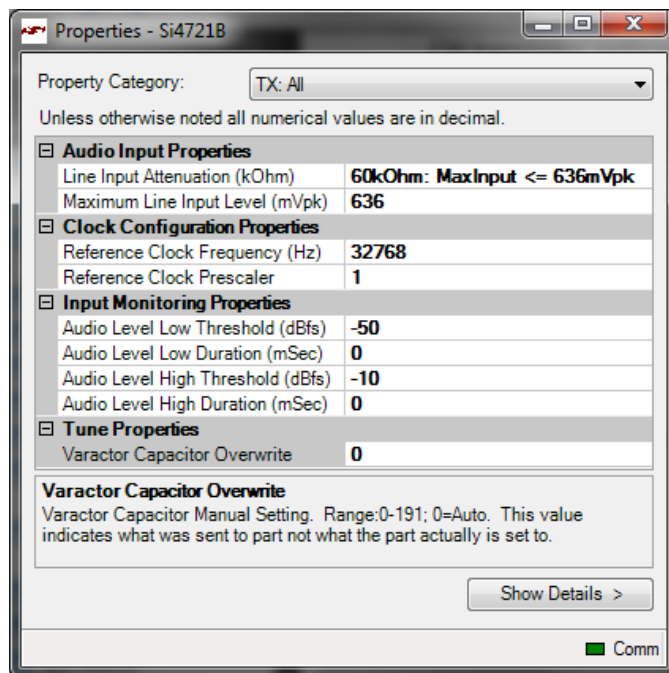 Properties - Si4721B
Property Category: TX: All
Unless otherwise noted all numerical values are in decimal.
Audio Input Properties
Line Input Attenuation (kOhm) 60kOhm: MaxInput <= 636mVpk
Maximum Line Input Level (mVpk) 636
Clock Configuration Properties
Reference Clock Frequency (Hz) 32768
Reference Clock Prescaler 1
Input Monitoring Properties
Audio Level Low Threshold (dBfs) -50
Audio Level Low Duration (mSec) 0
Audio Level High Threshold (dBfs) -10
Audio Level High Duration (mSec) 0
Tune Properties
Varactor Capacitor Overwrite 0
Varactor Capacitor Overwrite
Varactor Capacitor Manual Setting. Range:0-191; 0=Auto. This value
indicates what was sent to part not what the part actually is set to.
Show Details >
Comm